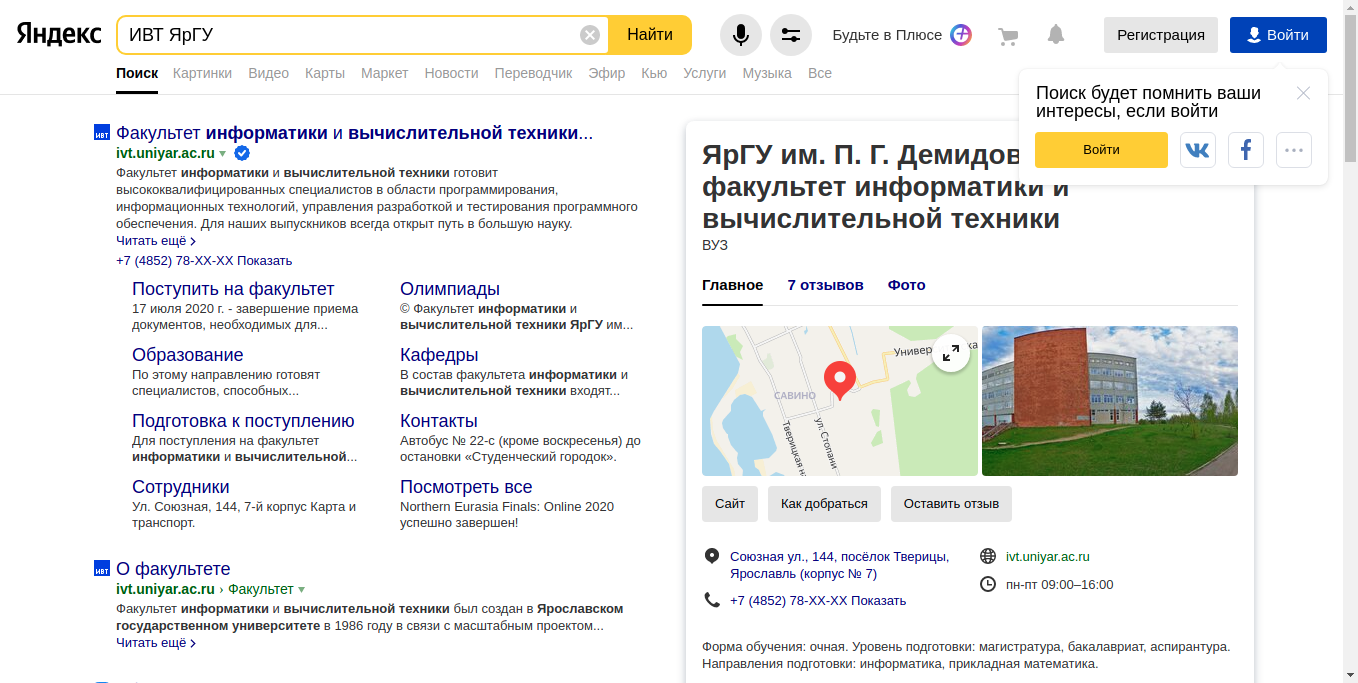 Яндекс
ИВТ ЯрГУ
Найти
Будьте в Плюсе
Регистрация
Войти
Поиск Картинки Видео Карты Маркет Новости Переводчик Эфир Кью Услуги Музыка Все
Поиск будет помнить ваши
интересы, если войти
Войти
ИВТ Факультет информатики и вычислительной техники...
ivt.uniyar.ac.ru
Факультет информатики и вычислительной техники готовит
высококвалифицированных специалистов в области программирования,
информационных технологий, управления разработкой и тестирования программного
обеспечения. Для наших выпускников всегда открыт путь в большую науку.
Читать ещё
+7 (4852) 78-XX-XX Показать
Поступить на факультет
17 июля 2020 г. - завершение приема
документов, необходимых для...
Олимпиады
© Факультет информатики и
вычислительной техники ЯрГУ им...
Образование
По этому направлению готовят
специалистов, способных...
Кафедры
В состав факультета информатики и
вычислительной техники входят...
Подготовка к поступлению
Для поступления на факультет
информатики и вычислительной...
Контакты
Автобус № 22-с (кроме воскресенья) до
остановки «Студенческий городок».
Сотрудники
Ул. Союзная, 144, 7-й корпус Карта и
транспорт.
Посмотреть все
Northern Eurasia Finals: Online 2020
успешно завершен!
ИВТ О факультете
ivt.uniyar.ac.ru › Факультет
Факультет информатики и вычислительной техники был создан в Ярославском
государственном университете в 1986 году в связи с масштабным проектом...
Читать ещё
ЯрГУ им. П. Г. Демидов
факультет информатики и
вычислительной техники
ВУЗ
Главное 7 отзывов Фото
САВИНО
ул. Стопани
Тверицкая на
Сайт
Как добраться
Оставить отзыв
Союзная ул., 144, посёлок Тверицы,
Ярославль (корпус № 7)
+7 (4852) 78-XX-XX Показать
ivt.uniyar.ac.ru
пн-пт 09:00–16:00
Форма обучения: очная. Уровень подготовки: магистратура, бакалавриат, аспирантура.
Направления подготовки: информатика, прикладная математика.